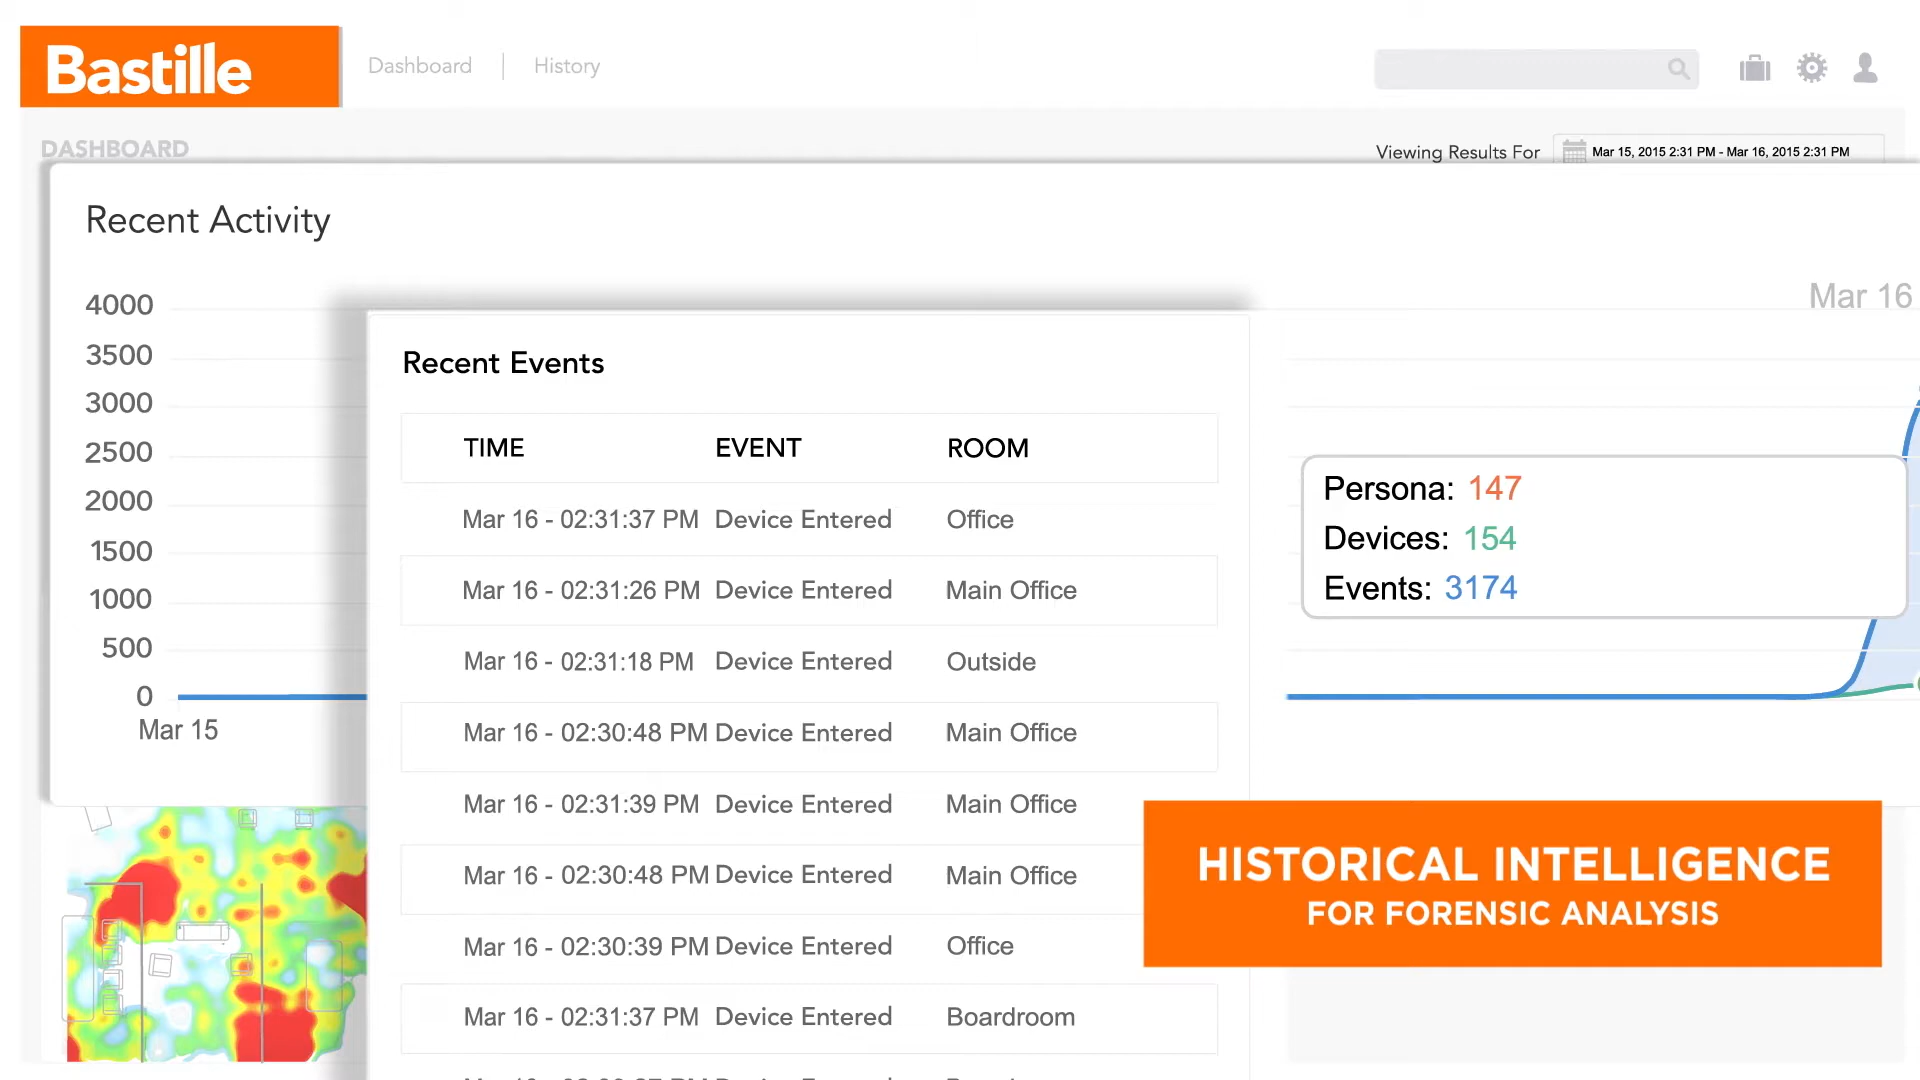 Bastille
Dashboard | History
DASHBOARD
Viewing Results For Mar 15, 2015 2:31 PM - Mar 16, 2015 2:31 PM
Recent Activity
Mar 16
4000
3500
3000
2500
2000
1500
1000
500
0
Mar 15
Recent Events
TIME EVENT ROOM
Mar 16 - 02:31:37 PM Device Entered Office
Mar 16 - 02:31:26 PM Device Entered Main Office
Mar 16 - 02:31:18 PM Device Entered Outside
Mar 16 - 02:30:48 PM Device Entered Main Office
Mar 16 - 02:31:39 PM Device Entered Main Office
Mar 16 - 02:30:48 PM Device Entered Main Office
Mar 16 - 02:30:39 PM Device Entered Office
Mar 16 - 02:31:37 PM Device Entered Boardroom
Persona: 147
Devices: 154
Events: 3174
HISTORICAL INTELLIGENCE
FOR FORENSIC ANALYSIS